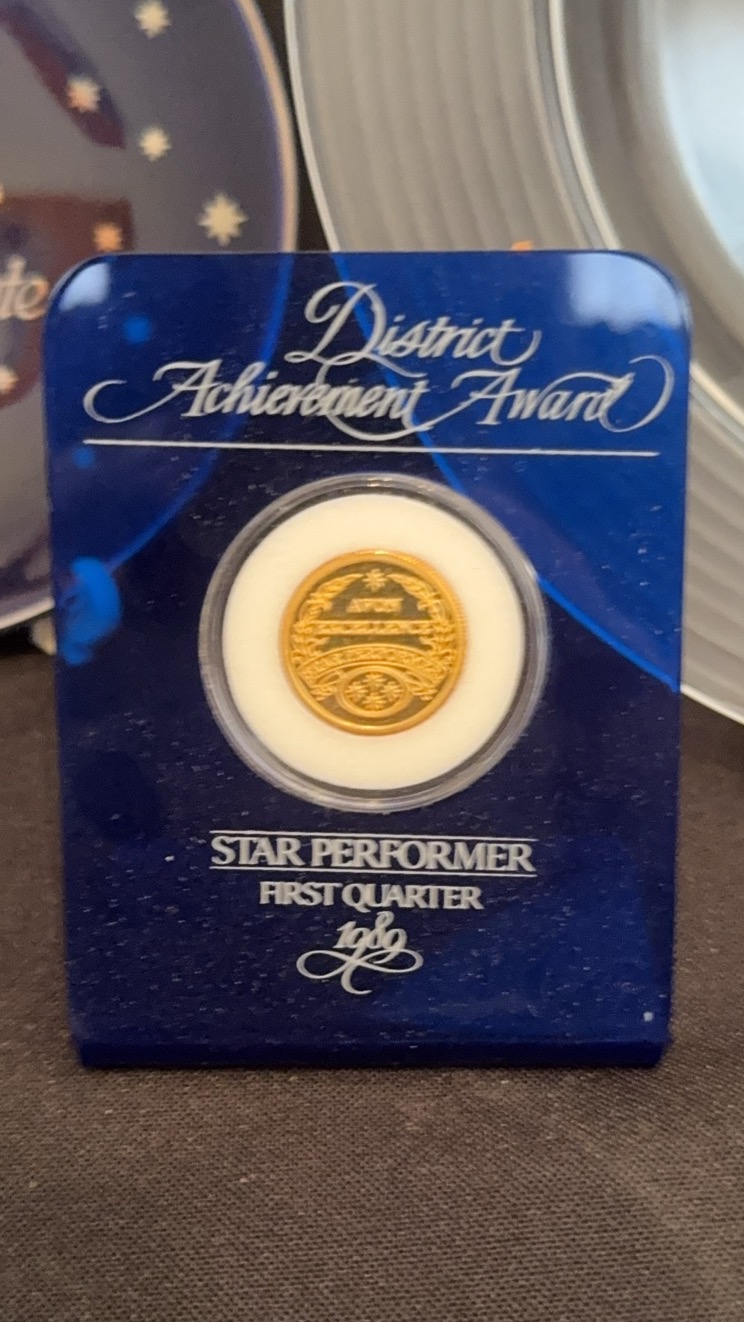 District
Achievement Award
AVON
STAR PERFORMER
FIRST QUARTER
1989